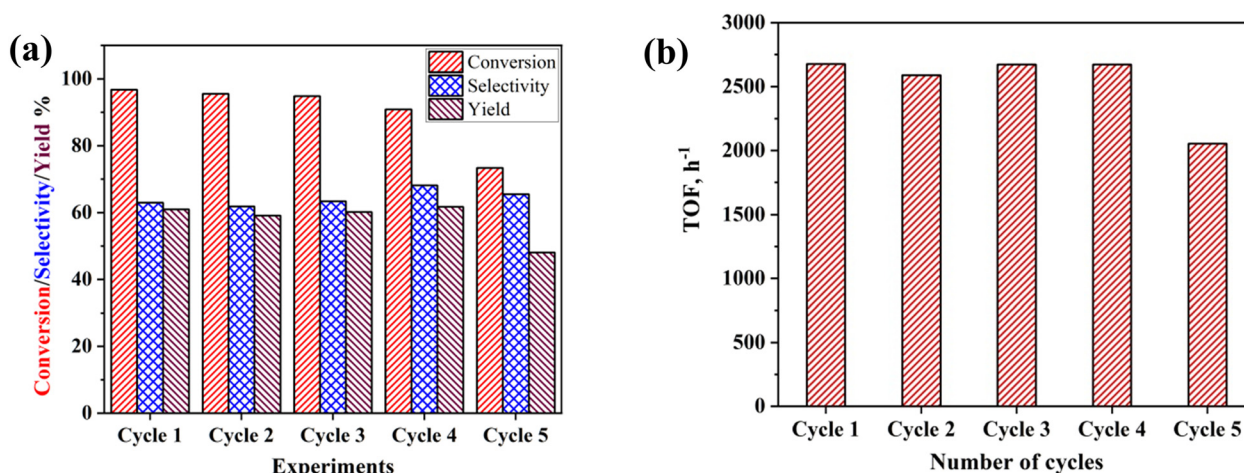 (a)
Conversion/Selectivity/Yield %
100
80
60
40
20
0
Conversion
Selectivity
Yield
Cycle 1 Cycle 2 Cycle 3 Cycle 4 Cycle 5
Experiments
(b)
TOF, h⁻¹
3000
2500
2000
1500
1000
500
0
Cycle 1 Cycle 2 Cycle 3 Cycle 4 Cycle 5
Number of cycles